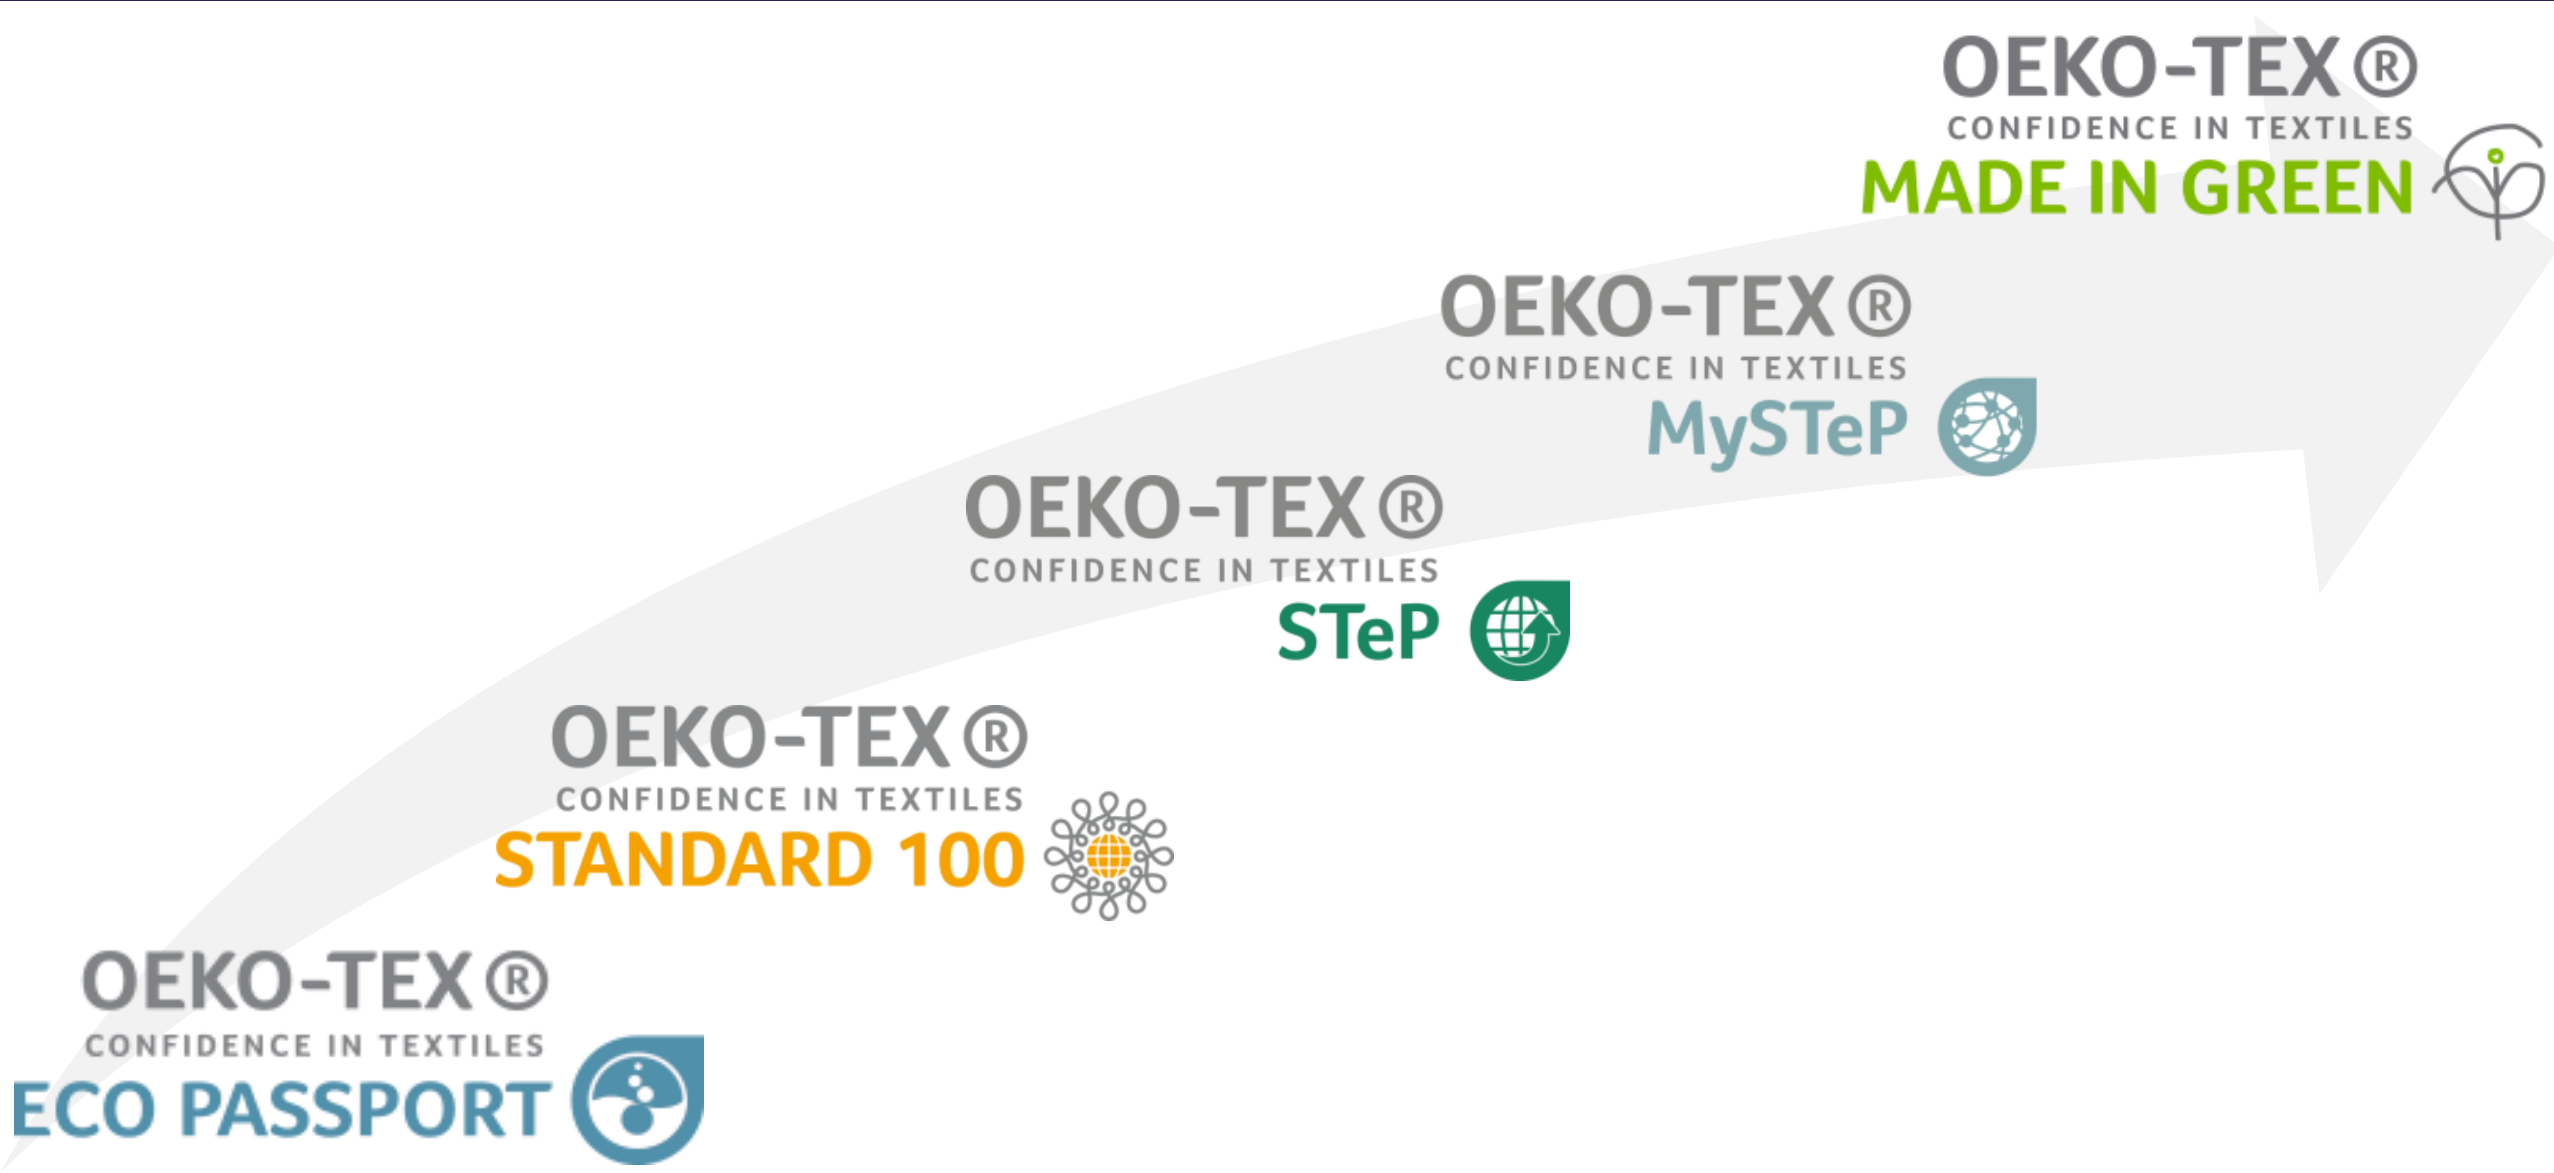 OEKO-TEX®
CONFIDENCE IN TEXTILES
MADE IN GREEN
OEKO-TEX®
CONFIDENCE IN TEXTILES
MySTeP
OEKO-TEX®
CONFIDENCE IN TEXTILES
STeP
OEKO-TEX®
CONFIDENCE IN TEXTILES
STANDARD 100
OEKO-TEX®
CONFIDENCE IN TEXTILES
ECO PASSPORT